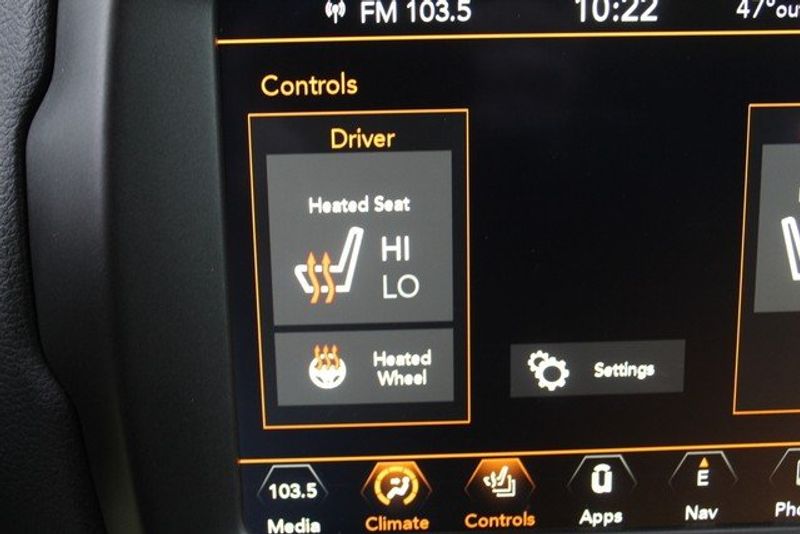 FM 103.5 10:22
Controls
Driver
Heated Seat
HI
LO
Heated
Wheel
Settings
103.5
Media
Climate
Controls
Apps
E
Nav